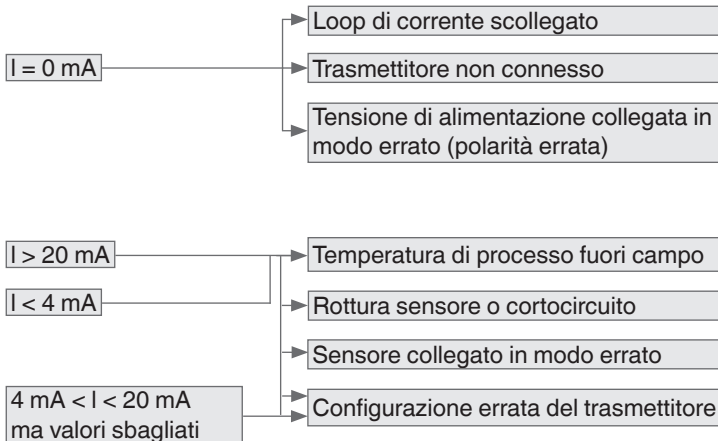 I = 0 mA
Loop di corrente scollegato
Trasmettitore non connesso
Tensione di alimentazione collegata in
modo errato (polarità errata)
I > 20 mA
I < 4 mA
4 mA < I < 20 mA
ma valori sbagliati
Temperatura di processo fuori campo
Rottura sensore o cortocircuito
Sensore collegato in modo errato
Configurazione errata del trasmettitore